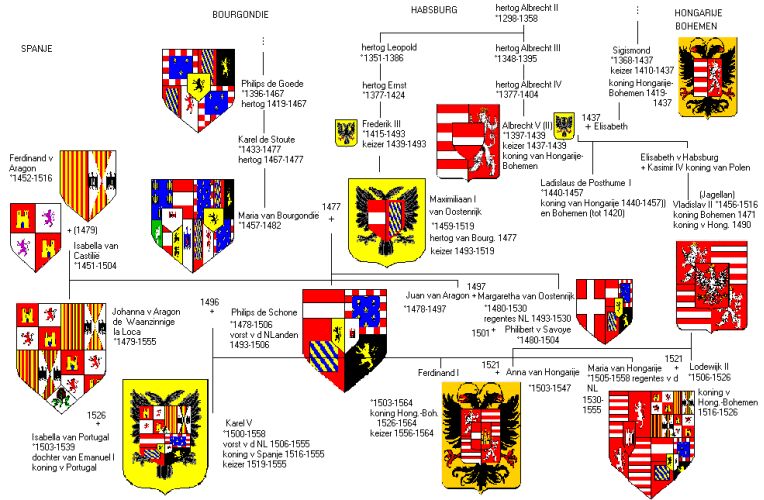 BOURGONDIE
HABSBURG
HONGARIJE
BOHEMEN
SPANJE
hertog Albrecht II
*1298-1358
hertog Leopold
*1351-1386
hertog Albrecht III
*1348-1395
Sigismond
*1368-1437
keizer 1410-1437
koning Hongarije-
Bohemen 1419-
1437
Philips de Goede
*1396-1467
hertog 1419-1467
hertog Ernst
*1377-1424
hertog Albrecht IV
*1377-1404
Karel de Stoute
*1433-1477
hertog 1467-1477
Frederik III
*1415-1493
keizer 1439-1493
Albrecht V (II)
*1397-1439
keizer 1437-1439
koning van Hongarije-
Bohemen
1437
+ Elisabeth
Ferdinand v
Aragon
*1452-1516
Elisabeth v Habsburg
+ Kasimir IV koning van Polen
Ladislaus de Posthume I
*1440-1457
koning van Hongarije 1440-1457))
en Bohemen (tot 1420)
(Jagellan)
Vladislav II *1456-1516
koning Bohemen 1471
koning v Hong. 1490
Maria van Bourgondië
*1457-1482
1477
+
Maximiliaan I
van Oostenrijk
*1459-1519
hertog van Bourg. 1477
keizer 1493-1519
+ (1479)
Isabella van
Castilië
*1451-1504
Johanna v Aragon
de Waanzinnige
la Loca
*1479-1555
1496
+
Philips de Schone
*1478-1506
vorst v d NLanden
1493-1506
Juan van Aragon
*1478-1497
1497
+
Margaretha van Oostenrijk
*1480-1530
regentes NL 1493-1530
1501 +
Philibert v Savoye
*1480-1504
Ferdinand I
*1503-1564
koning Hong.-Boh.
1526-1564
keizer 1556-1564
1521
+
Anna van Hongarije
*1503-1547
Maria van Hongarije
*1505-1558 regentes v d
NL
1530-
1555
1521
+
Lodewijk II
*1506-1526
koning v
Hong.-Bohemen
1516-1526
1526
+
Isabella van Portugal
*1503-1539
dochter van Emanuel I
koning v Portugal
Karel V
*1500-1558
vorst v d NL 1506-1555
koning v Spanje 1516-1555
keizer 1519-1555